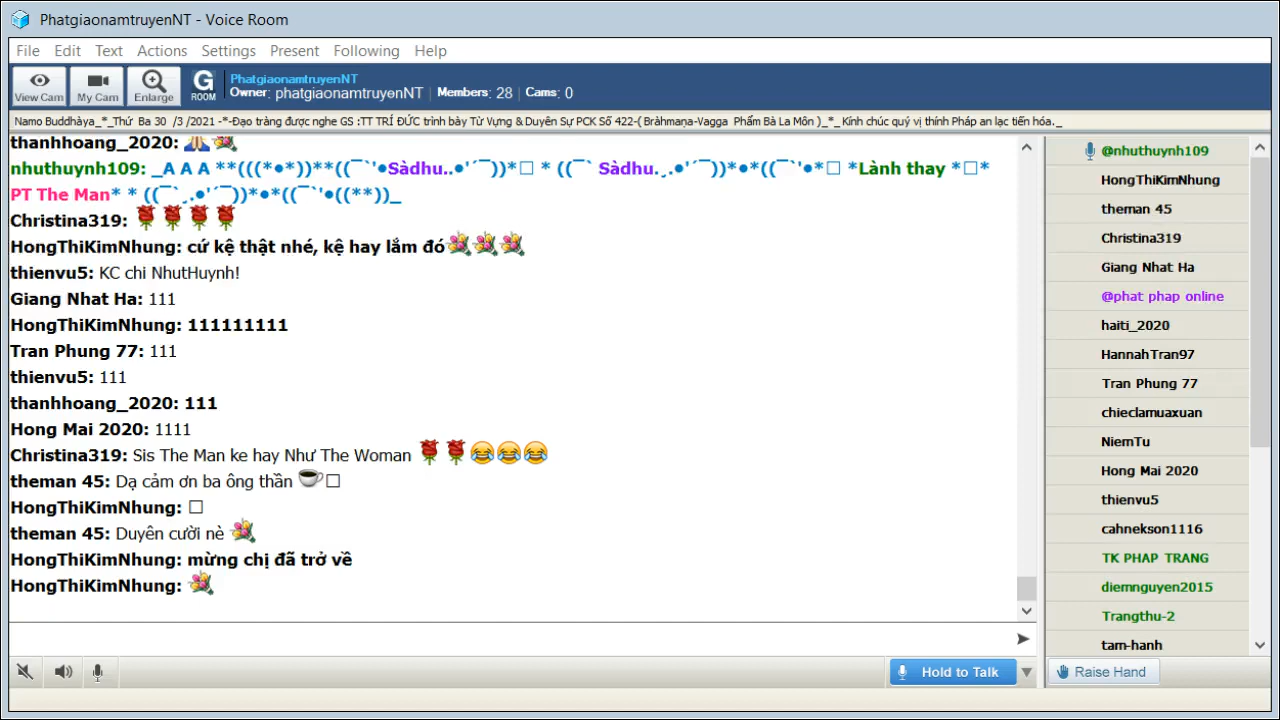 PhatgiaonamtruyenNT - Voice Room
File Edit Text Actions Settings Present Following Help
View Cam My Cam Enlarge G ROOM PhatgiaonamtruyenNT
Owner: phatgiaonamtruyenNT | Members: 28 | Cams: 0
Namo Buddhàya_*_Thứ Ba 30 /3 /2021 -*-Đạo tràng được nghe GS :TT TRÍ ĐỨC trình bày Từ Vựng & Duyên Sự PCK Số 422-( Bràhmaṇa-Vagga Phẩm Bà La Môn )_*_ Kính chúc quý vị thính Pháp an lạc tiến hóa._
thanhhoang_2020: 🙏💐
nhuthuynh109: _A A A **(((*●*))**((¯`'●Sàdhu..●'´¯))*□ * ((¯` Sàdhu.¸.●'´¯))*●*((¯`'●*□ *Lành thay *□*
PT The Man* * ((¯`¸.●'´¯))*●*((¯`'●((**))_
Christina319: 🌹🌹🌹🌹
HongThiKimNhung: cứ kệ thật nhé, kệ hay lắm đó💐💐💐
thienvu5: KC chi NhutHuynh!
Giang Nhat Ha: 111
HongThiKimNhung: 111111111
Tran Phung 77: 111
thienvu5: 111
thanhhoang_2020: 111
Hong Mai 2020: 1111
Christina319: Sis The Man ke hay Như The Woman 🌹🌹😂😂😂
theman 45: Dạ cảm ơn ba ông thần ☕□
HongThiKimNhung: □
theman 45: Duyên cười nè 💐
HongThiKimNhung: mừng chị đã trở về
HongThiKimNhung: 💐
@nhuthuynh109
HongThiKimNhung
theman 45
Christina319
Giang Nhat Ha
@phat phap online
haiti_2020
HannahTran97
Tran Phung 77
chieclamuaxuan
NiemTu
Hong Mai 2020
thienvu5
cahnekson1116
TK PHAP TRANG
diemnguyen2015
Trangthu-2
tam-hanh
Hold to Talk
Raise Hand